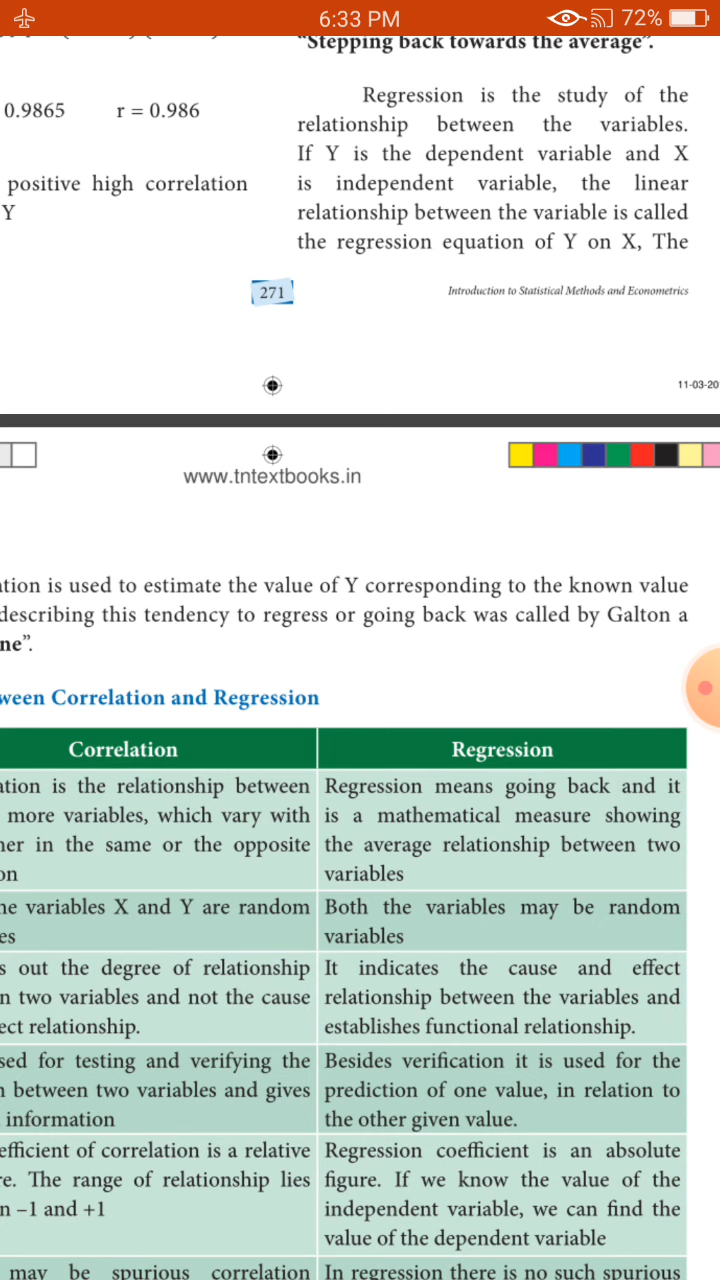 6:33 PM
72%
"Stepping back towards the average".
0.9865 r = 0.986
positive high correlation
Y
Regression is the study of the
relationship between the variables.
If Y is the dependent variable and X
is independent variable, the linear
relationship between the variable is called
the regression equation of Y on X, The
271
Introduction to Statistical Methods and Econometrics
11-03-20
www.tntextbooks.in
ation is used to estimate the value of Y corresponding to the known value
describing this tendency to regress or going back was called by Galton a
ne".
ween Correlation and Regression
Correlation
Regression
ation is the relationship between
more variables, which vary with
her in the same or the opposite
on
Regression means going back and it
is a mathematical measure showing
the average relationship between two
variables
he variables X and Y are random
es
Both the variables may be random
variables
s out the degree of relationship
n two variables and not the cause
ect relationship.
It indicates the cause and effect
relationship between the variables and
establishes functional relationship.
sed for testing and verifying the
n between two variables and gives
information
Besides verification it is used for the
prediction of one value, in relation to
the other given value.
efficient of correlation is a relative
re. The range of relationship lies
n –1 and +1
Regression coefficient is an absolute
figure. If we know the value of the
independent variable, we can find the
value of the dependent variable
may be spurious correlation
In regression there is no such spurious